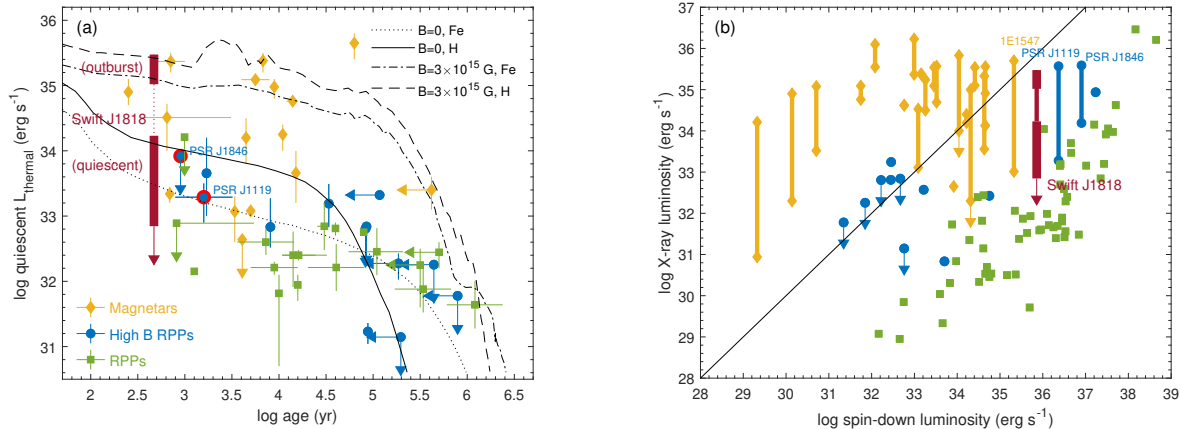 (a)
B=0, Fe
B=0, H
B=3×10¹⁵ G, Fe
B=3×10¹⁵ G, H
(outburst)
Swift J1818
(quiescent)
PSR J1846
PSR J1119
Magnetars
High B RPPs
RPPs
36
35
34
33
32
31
log quiescent L_thermal (erg s⁻¹)
2 2.5 3 3.5 4 4.5 5 5.5 6 6.5
log age (yr)
(b)
1E1547
PSR J1119
PSR J1846
Swift J1818
37
36
35
34
33
32
31
30
29
28
log X-ray luminosity (erg s⁻¹)
28 29 30 31 32 33 34 35 36 37 38 39
log spin-down luminosity (erg s⁻¹)